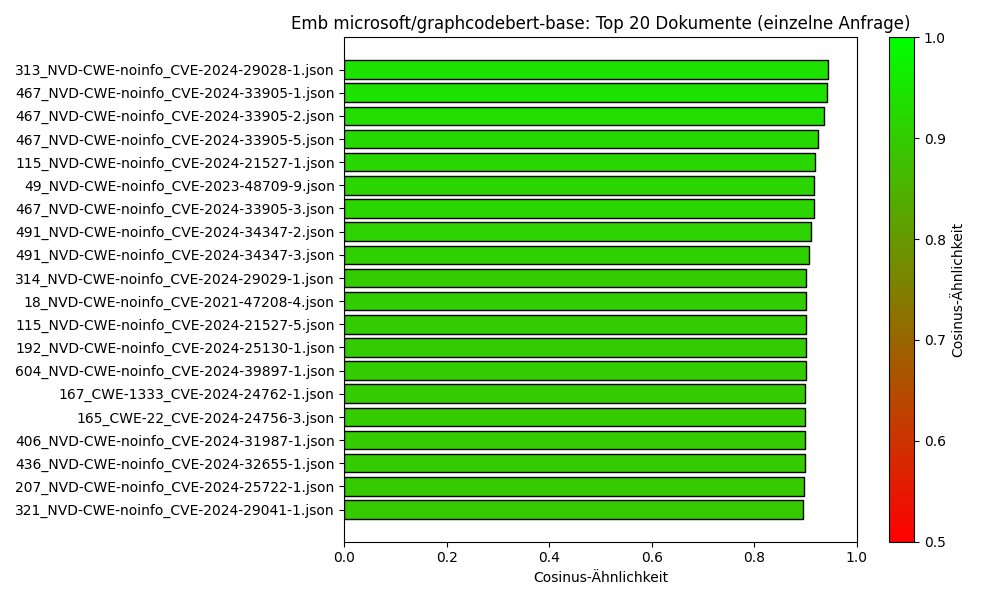 Emb microsoft/graphcodebert-base: Top 20 Dokumente (einzelne Anfrage)
313_NVD-CWE-noinfo_CVE-2024-29028-1.json
467_NVD-CWE-noinfo_CVE-2024-33905-1.json
467_NVD-CWE-noinfo_CVE-2024-33905-2.json
467_NVD-CWE-noinfo_CVE-2024-33905-5.json
115_NVD-CWE-noinfo_CVE-2024-21527-1.json
49_NVD-CWE-noinfo_CVE-2023-48709-9.json
467_NVD-CWE-noinfo_CVE-2024-33905-3.json
491_NVD-CWE-noinfo_CVE-2024-34347-2.json
491_NVD-CWE-noinfo_CVE-2024-34347-3.json
314_NVD-CWE-noinfo_CVE-2024-29029-1.json
18_NVD-CWE-noinfo_CVE-2021-47208-4.json
115_NVD-CWE-noinfo_CVE-2024-21527-5.json
192_NVD-CWE-noinfo_CVE-2024-25130-1.json
604_NVD-CWE-noinfo_CVE-2024-39897-1.json
167_CWE-1333_CVE-2024-24762-1.json
165_CWE-22_CVE-2024-24756-3.json
406_NVD-CWE-noinfo_CVE-2024-31987-1.json
436_NVD-CWE-noinfo_CVE-2024-32655-1.json
207_NVD-CWE-noinfo_CVE-2024-25722-1.json
321_NVD-CWE-noinfo_CVE-2024-29041-1.json
0.0 0.2 0.4 0.6 0.8 1.0
Cosinus-Ähnlichkeit
1.0
0.9
0.8
0.7
0.6
0.5
Cosinus-Ähnlichkeit